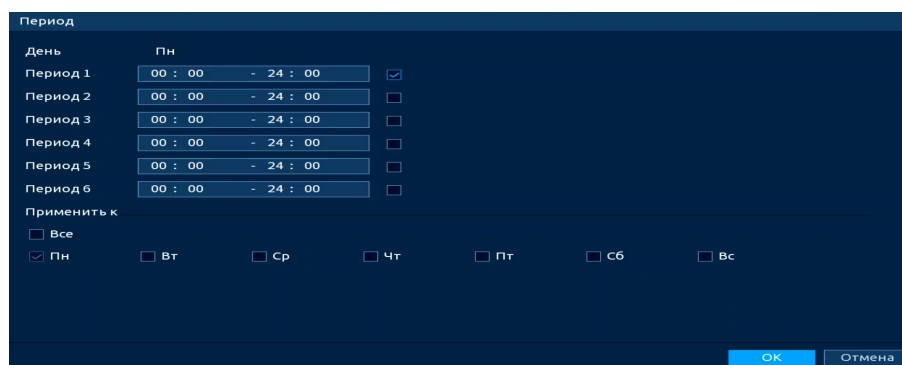 Период
День Пн
Период 1 00 : 00 - 24 : 00
Период 2 00 : 00 - 24 : 00
Период 3 00 : 00 - 24 : 00
Период 4 00 : 00 - 24 : 00
Период 5 00 : 00 - 24 : 00
Период 6 00 : 00 - 24 : 00
Применить к
Все
Пн Вт Ср Чт Пт Сб Вс
OK Отмена